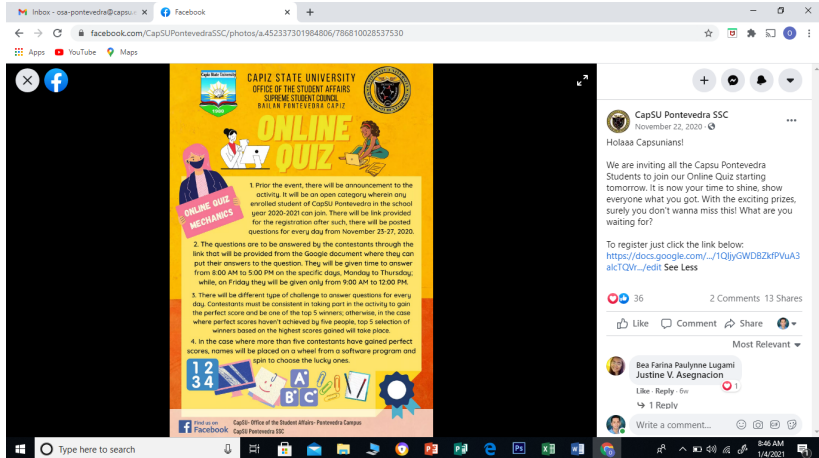 Inbox - osa-pontevedra@capsu.e
Facebook
facebook.com/CapSUPontevedraSSC/photos/a.452337301984806/786810028537530
Apps
YouTube
Maps
Capiz State University
1980
CAPIZ STATE UNIVERSITY
OFFICE OF THE STUDENT AFFAIRS
SUPREME STUDENT COUNCIL
BAILAN PONTEVEDRA CAPIZ
ONLINE
QUIZ
ONLINE QUIZ
MECHANICS
1. Prior the event, there will be announcement to the
activity. It will be an open category wherein any
enrolled student of CapSU Pontevedra in the school
year 2020-2021 can join. There will be link provided
for the registration after such, there will be posted
questions for every day from November 23-27, 2020.
2. The questions are to be answered by the contestants through the
link that will be provided from the Google document where they can
put their answers to the question. They will be given time to answer
from 8:00 AM to 5:00 PM on the specific days, Monday to Thursday;
while, on Friday they will be given only from 9:00 AM to 12:00 PM.
3. There will be different type of challenge to answer questions for every
day. Contestants must be consistent in taking part in the activity to gain
the perfect score and be one of the top 5 winners; otherwise, in the case
where perfect scores haven't achieved by five people, top 5 selection of
winners based on the highest scores gained will take place.
4. In the case where more than five contestants have gained perfect
scores, names will be placed on a wheel from a software program and
spin to choose the lucky ones.
1 2
3 4
A
B C
Find us on
Facebook
CapSU- Office of the Student Affairs- Pontevedra Campus
CapSU Pontevedra SSC
CapSU Pontevedra SSC
November 22, 2020
Holaaa Capsunians!
We are inviting all the Capsu Pontevedra
Students to join our Online Quiz starting
tomorrow. It is now your time to shine, show
everyone what you got. With the exciting prizes,
surely you don't wanna miss this! What are you
waiting for?
To register just click the link below:
https://docs.google.com/.../1QljyGWDBZkfPVuA3
alcTQVr.../edit See Less
36
2 Comments 13 Shares
Like
Comment
Share
Most Relevant
Bea Farina Paulynne Lugami
Justine V. Asegnacion
1
Like · Reply · 6w
1 Reply
Write a comment...
Type here to search
8:46 AM
1/4/2021